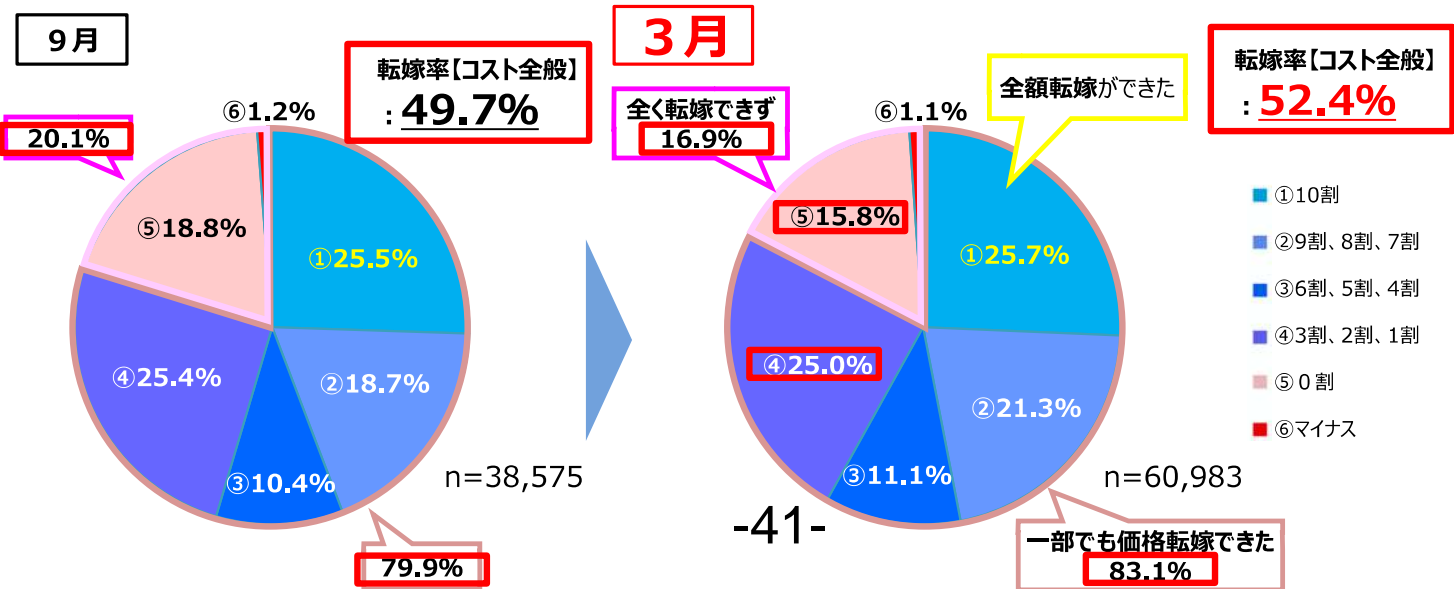 9月
転嫁率【コスト全般】
: 49.7%
20.1%
⑥1.2%
⑤18.8%
①25.5%
④25.4%
②18.7%
③10.4%
n=38,575
79.9%
3月
転嫁率【コスト全般】
: 52.4%
全額転嫁ができた
全く転嫁できず
16.9%
⑥1.1%
⑤15.8%
①25.7%
④25.0%
②21.3%
③11.1%
n=60,983
一部でも価格転嫁できた
83.1%
①10割
②9割、8割、7割
③6割、5割、4割
④3割、2割、1割
⑤0割
⑥マイナス
-41-